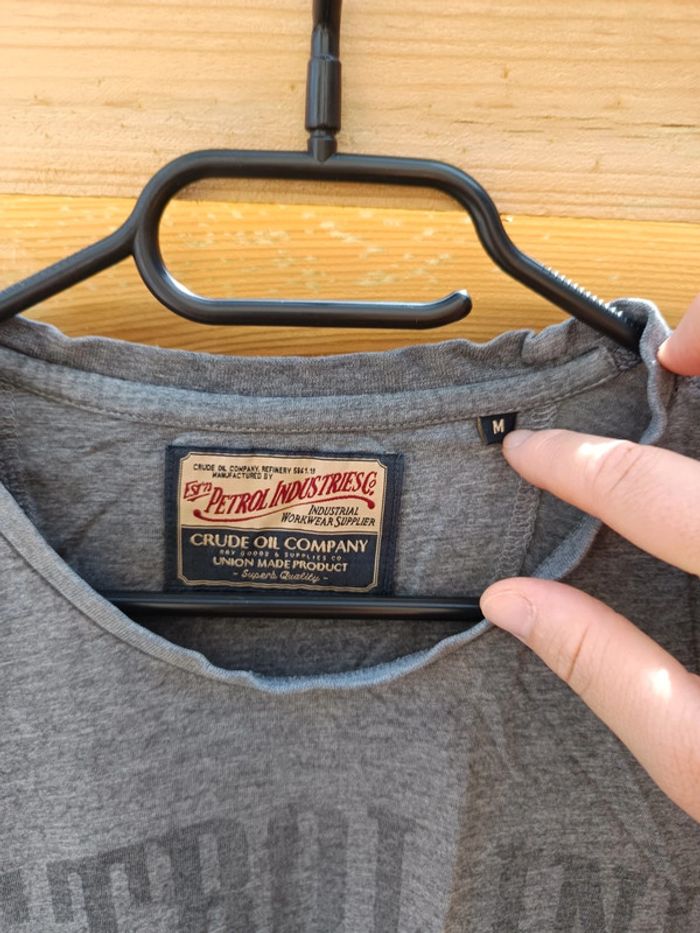 M
CRUDE OIL COMPANY, REFINERY 5861.19
MANUFACTURED BY
Est'n PETROL INDUSTRIES Co
INDUSTRIAL
WORKWEAR SUPPLIER
CRUDE OIL COMPANY
DRY GOODS & SUPPLIES CO
UNION MADE PRODUCT
- Superb Quality -